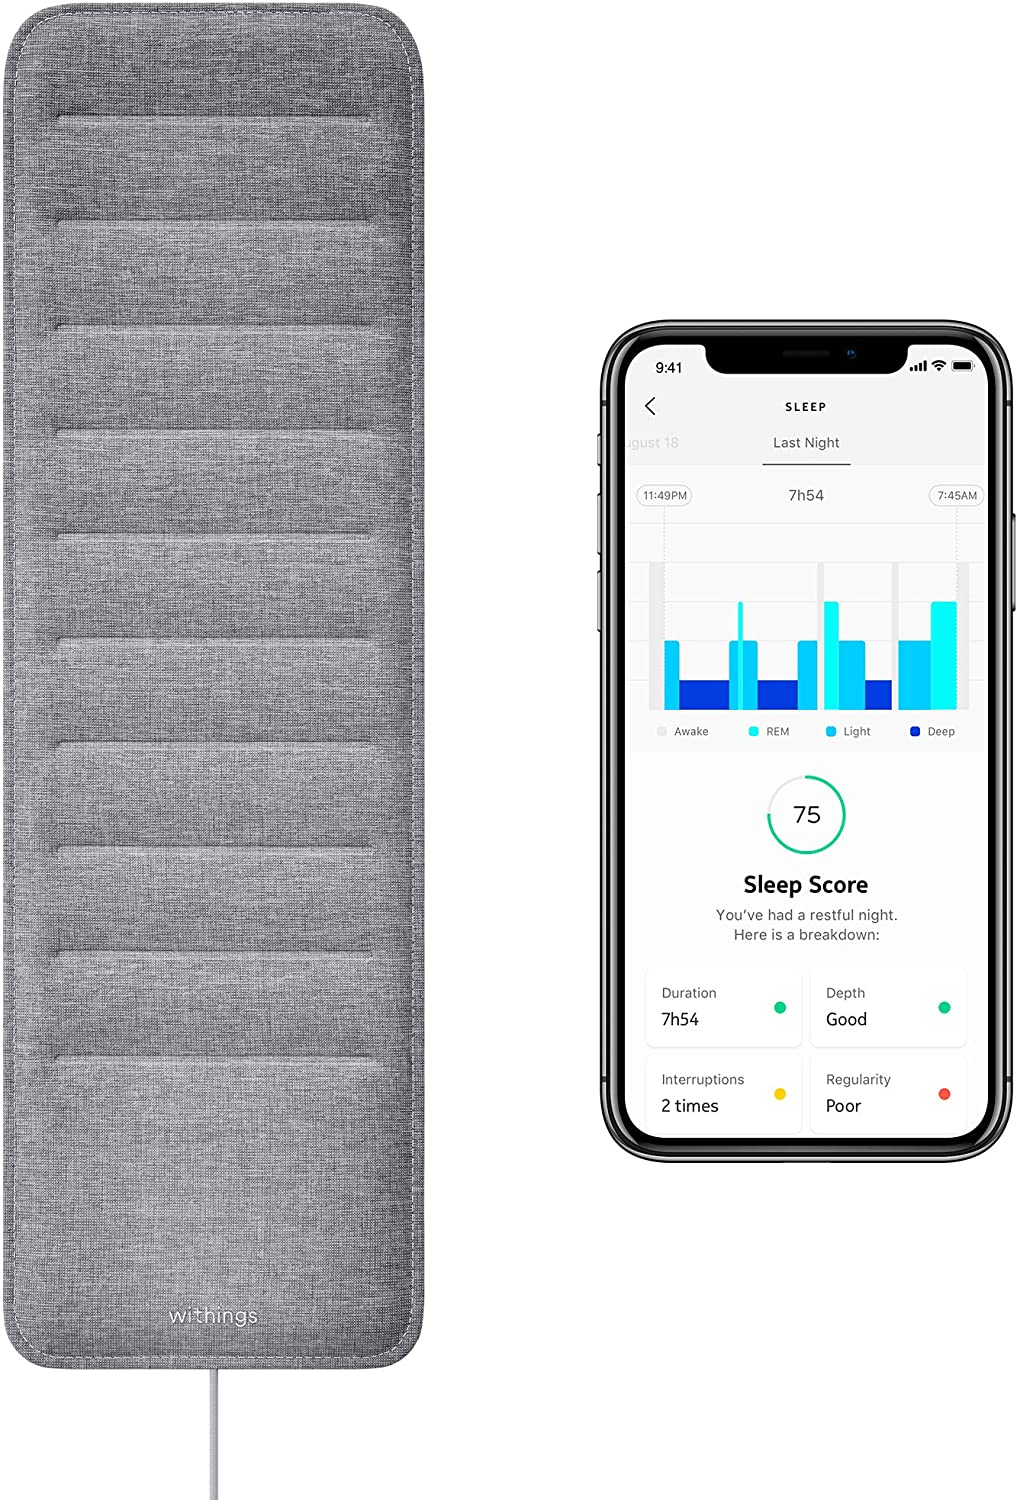 withings
9:41
SLEEP
ugust 18
Last Night
11:49PM
7h54
7:45AM
Awake
REM
Light
Deep
75
Sleep Score
You've had a restful night.
Here is a breakdown:
Duration
7h54
Depth
Good
Interruptions
2 times
Regularity
Poor